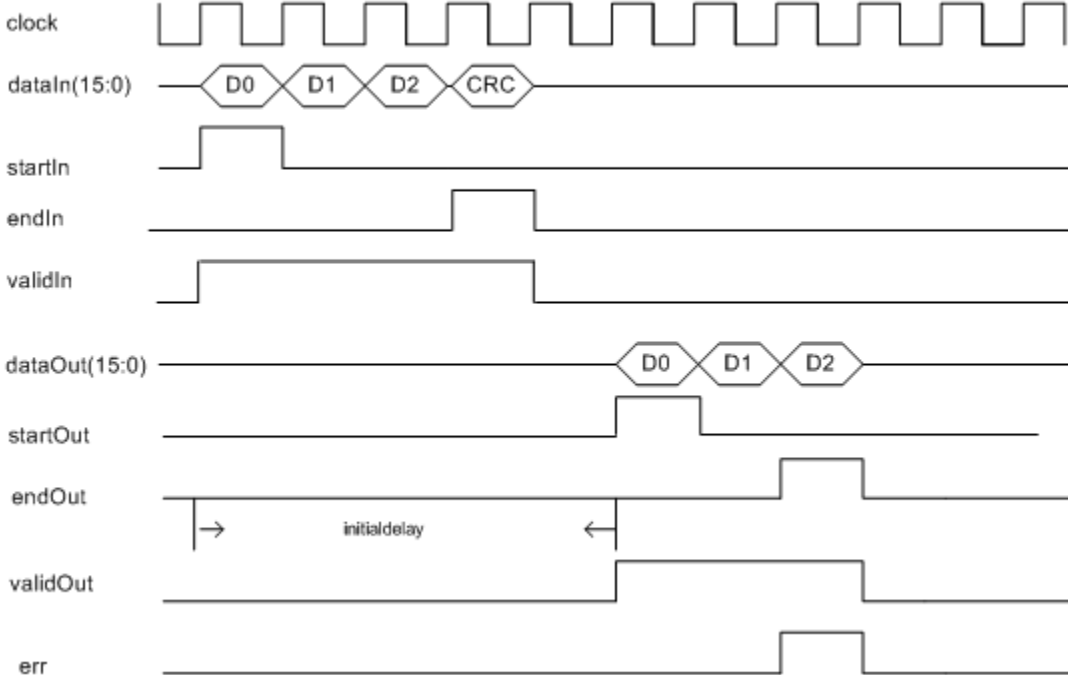 clock
dataIn(15:0) D0 D1 D2 CRC
startIn
endIn
validIn
dataOut(15:0) D0 D1 D2
startOut
endOut
initialdelay
validOut
err